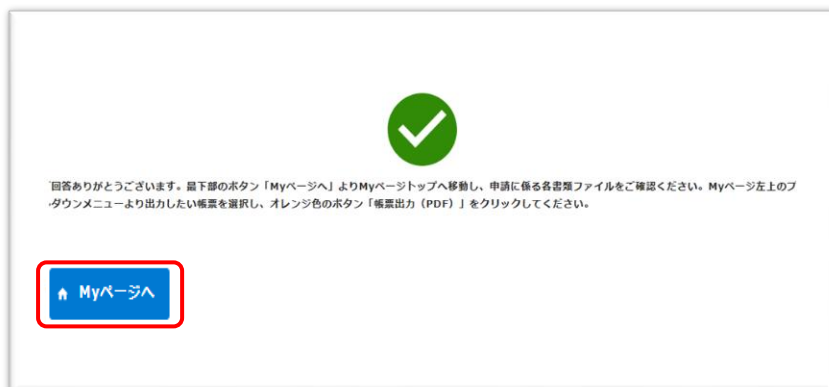 回答ありがとうございます。最下部のボタン「Myページへ」よりMyページトップへ移動し、申請に係る各書類ファイルをご確認ください。Myページ左上のプ
ダウンメニューより出力したい帳票を選択し、オレンジ色のボタン「帳票出力（PDF）」をクリックしてください。
Myページへ